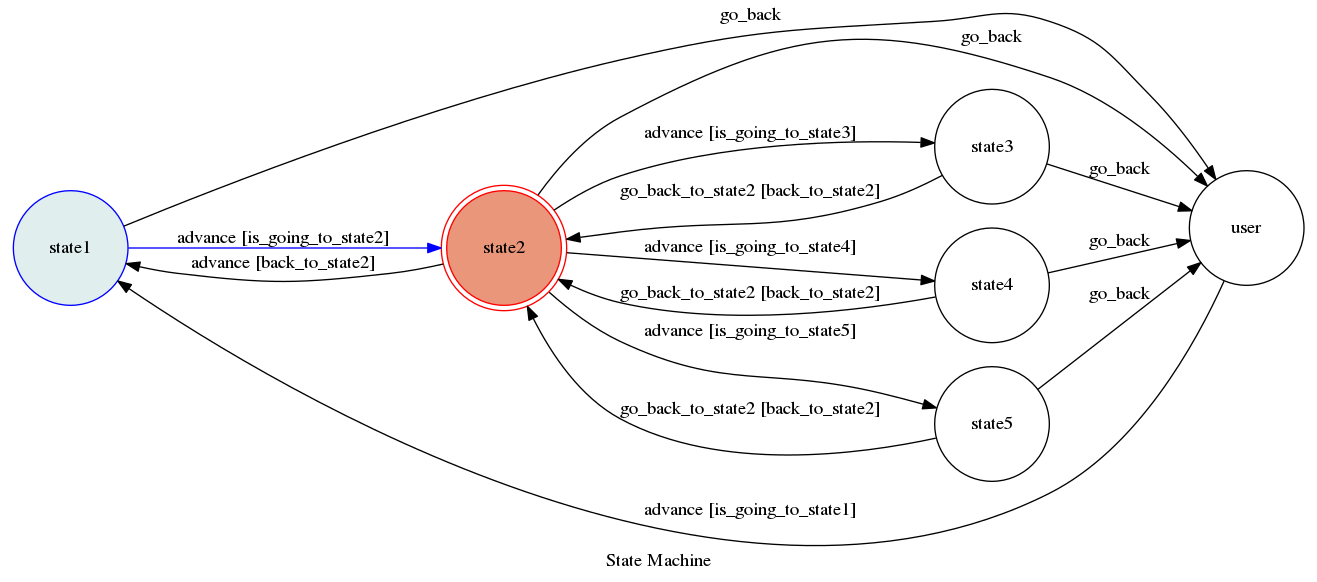 go_back
go_back
advance [is_going_to_state3]
state3
go_back
go_back_to_state2 [back_to_state2]
state1
advance [is_going_to_state2]
advance [back_to_state2]
state2
advance [is_going_to_state4]
go_back
user
go_back_to_state2 [back_to_state2]
state4
go_back
advance [is_going_to_state5]
go_back_to_state2 [back_to_state2]
state5
advance [is_going_to_state1]
State Machine